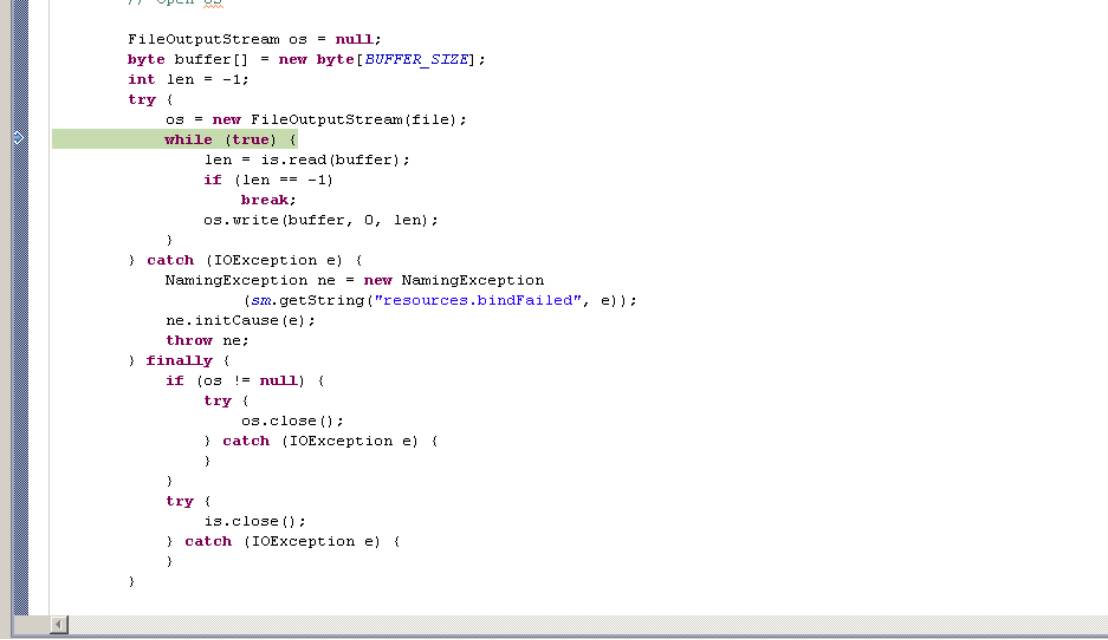 // Open os
FileOutputStream os = null;
byte buffer[] = new byte[BUFFER_SIZE];
int len = -1;
try {
os = new FileOutputStream(file);
while (true) {
len = is.read(buffer);
if (len == -1)
break;
os.write(buffer, 0, len);
}
} catch (IOException e) {
NamingException ne = new NamingException
(sm.getString("resources.bindFailed", e));
ne.initCause(e);
throw ne;
} finally {
if (os != null) {
try {
os.close();
} catch (IOException e) {
}
}
try {
is.close();
} catch (IOException e) {
}
}